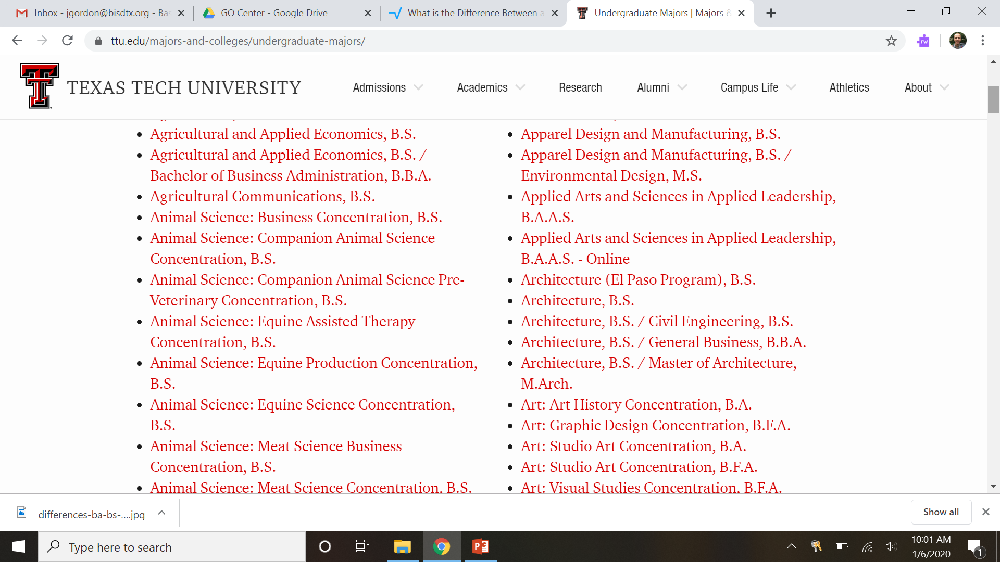 Inbox - jgordon@bisdtx.org - Bas
GO Center - Google Drive
What is the Difference Between a
Undergraduate Majors | Majors &
ttu.edu/majors-and-colleges/undergraduate-majors/
rw
TEXAS TECH UNIVERSITY
Admissions
Academics
Research
Alumni
Campus Life
Athletics
About
Agricultural and Applied Economics, B.S.
Agricultural and Applied Economics, B.S. /
Bachelor of Business Administration, B.B.A.
Agricultural Communications, B.S.
Animal Science: Business Concentration, B.S.
Animal Science: Companion Animal Science
Concentration, B.S.
Animal Science: Companion Animal Science Pre-
Veterinary Concentration, B.S.
Animal Science: Equine Assisted Therapy
Concentration, B.S.
Animal Science: Equine Production Concentration,
B.S.
Animal Science: Equine Science Concentration,
B.S.
Animal Science: Meat Science Business
Concentration, B.S.
Animal Science: Meat Science Concentration, B.S.
Apparel Design and Manufacturing, B.S.
Apparel Design and Manufacturing, B.S. /
Environmental Design, M.S.
Applied Arts and Sciences in Applied Leadership,
B.A.A.S.
Applied Arts and Sciences in Applied Leadership,
B.A.A.S. - Online
Architecture (El Paso Program), B.S.
Architecture, B.S.
Architecture, B.S. / Civil Engineering, B.S.
Architecture, B.S. / General Business, B.B.A.
Architecture, B.S. / Master of Architecture,
M.Arch.
Art: Art History Concentration, B.A.
Art: Graphic Design Concentration, B.F.A.
Art: Studio Art Concentration, B.A.
Art: Studio Art Concentration, B.F.A.
Art: Visual Studies Concentration, B.F.A.
differences-ba-bs-....jpg
Show all
Type here to search
10:01 AM
1/6/2020
1